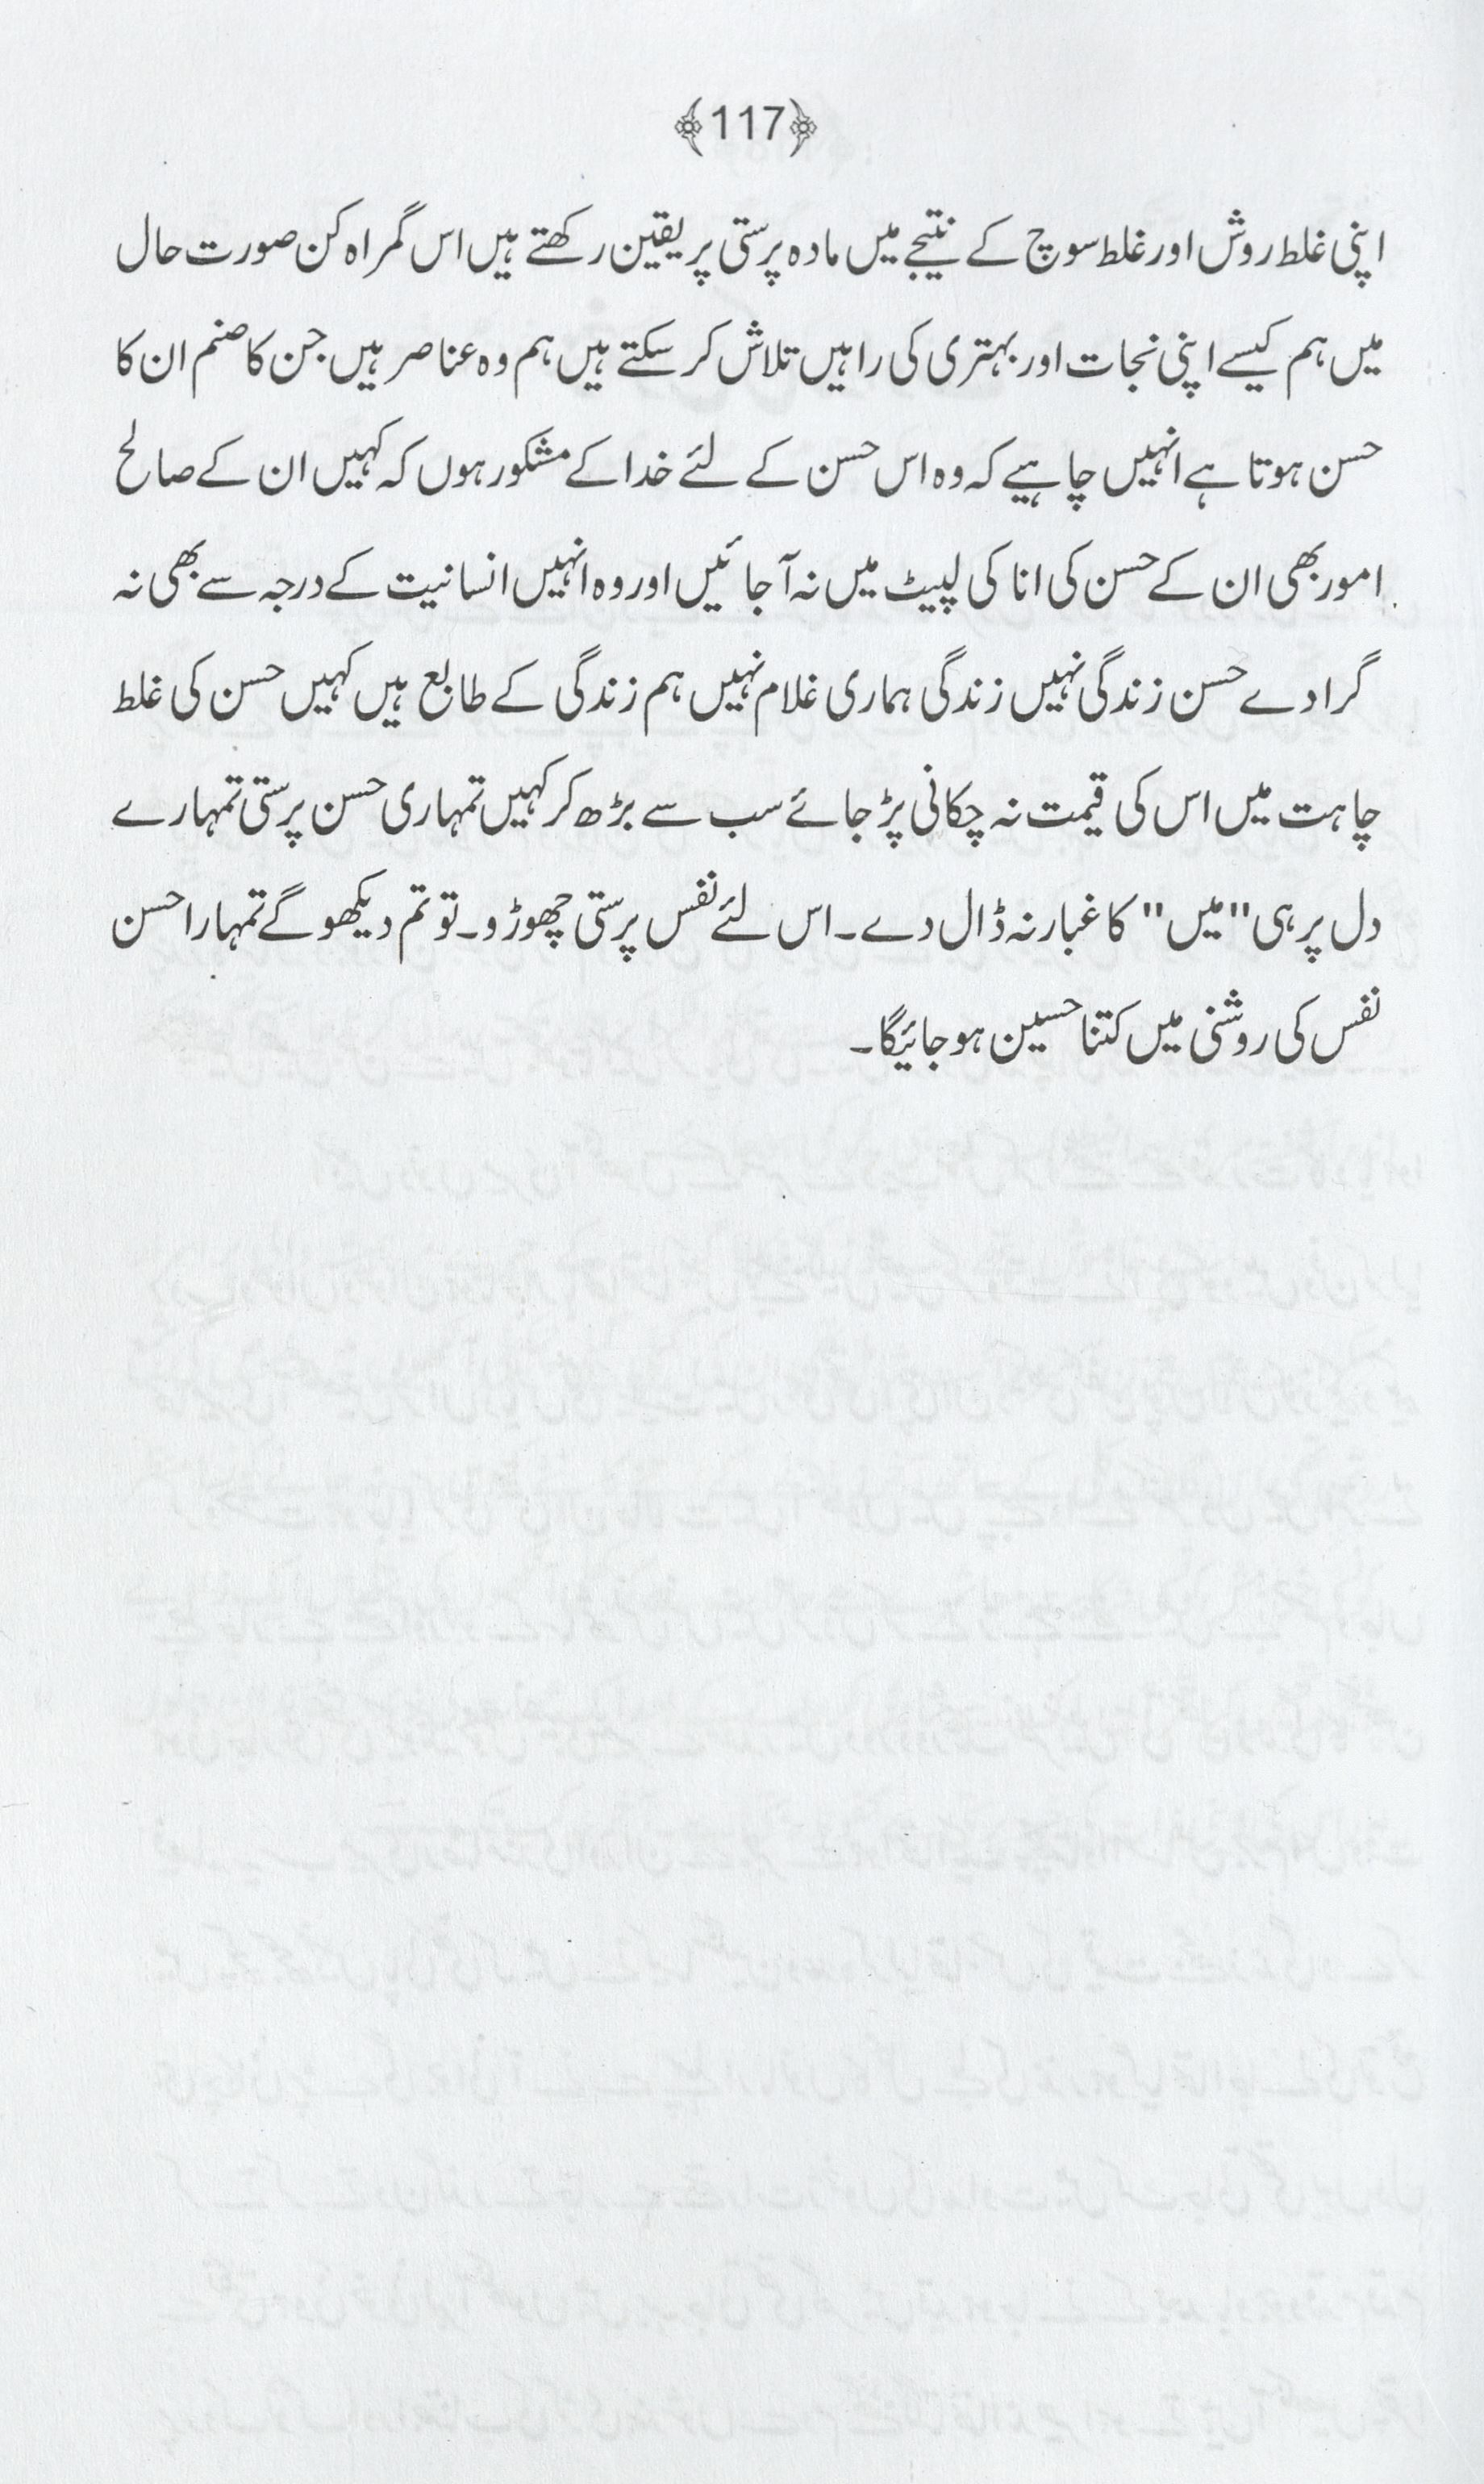 117
اپنی غلط روش اور غلط سوچ کے نتیجے میں مادہ پرستی پر یقین رکھتے ہیں اس گمراہ کن صورت حال
میں ہم کیسے اپنی نجات اور بہتری کی راہیں تلاش کر سکتے ہیں ہم وہ عناصر ہیں جن کا صنم ان کا
حسن ہوتا ہے انہیں چاہیے کہ وہ اس حسن کے لئے خدا کے مشکور ہوں کہ کہیں ان کے صالح
امور بھی ان کے حسن کی انا کی لپیٹ میں نہ آ جائیں اور وہ انہیں انسانیت کے درجہ سے بھی نہ
گرا دے حسن زندگی نہیں زندگی ہماری غلام نہیں ہم زندگی کے طابع ہیں کہیں حسن کی غلط
چاہت میں اس کی قیمت نہ چکانی پڑ جائے سب سے بڑھ کر کہیں تمہاری حسن پرستی تمہارے
دل پر ہی "میں" کا غبار نہ ڈال دے۔ اس لئے نفس پرستی چھوڑو۔ تو تم دیکھو گے تمہارا حسن
نفس کی روشنی میں کتنا حسین ہو جائیگا۔